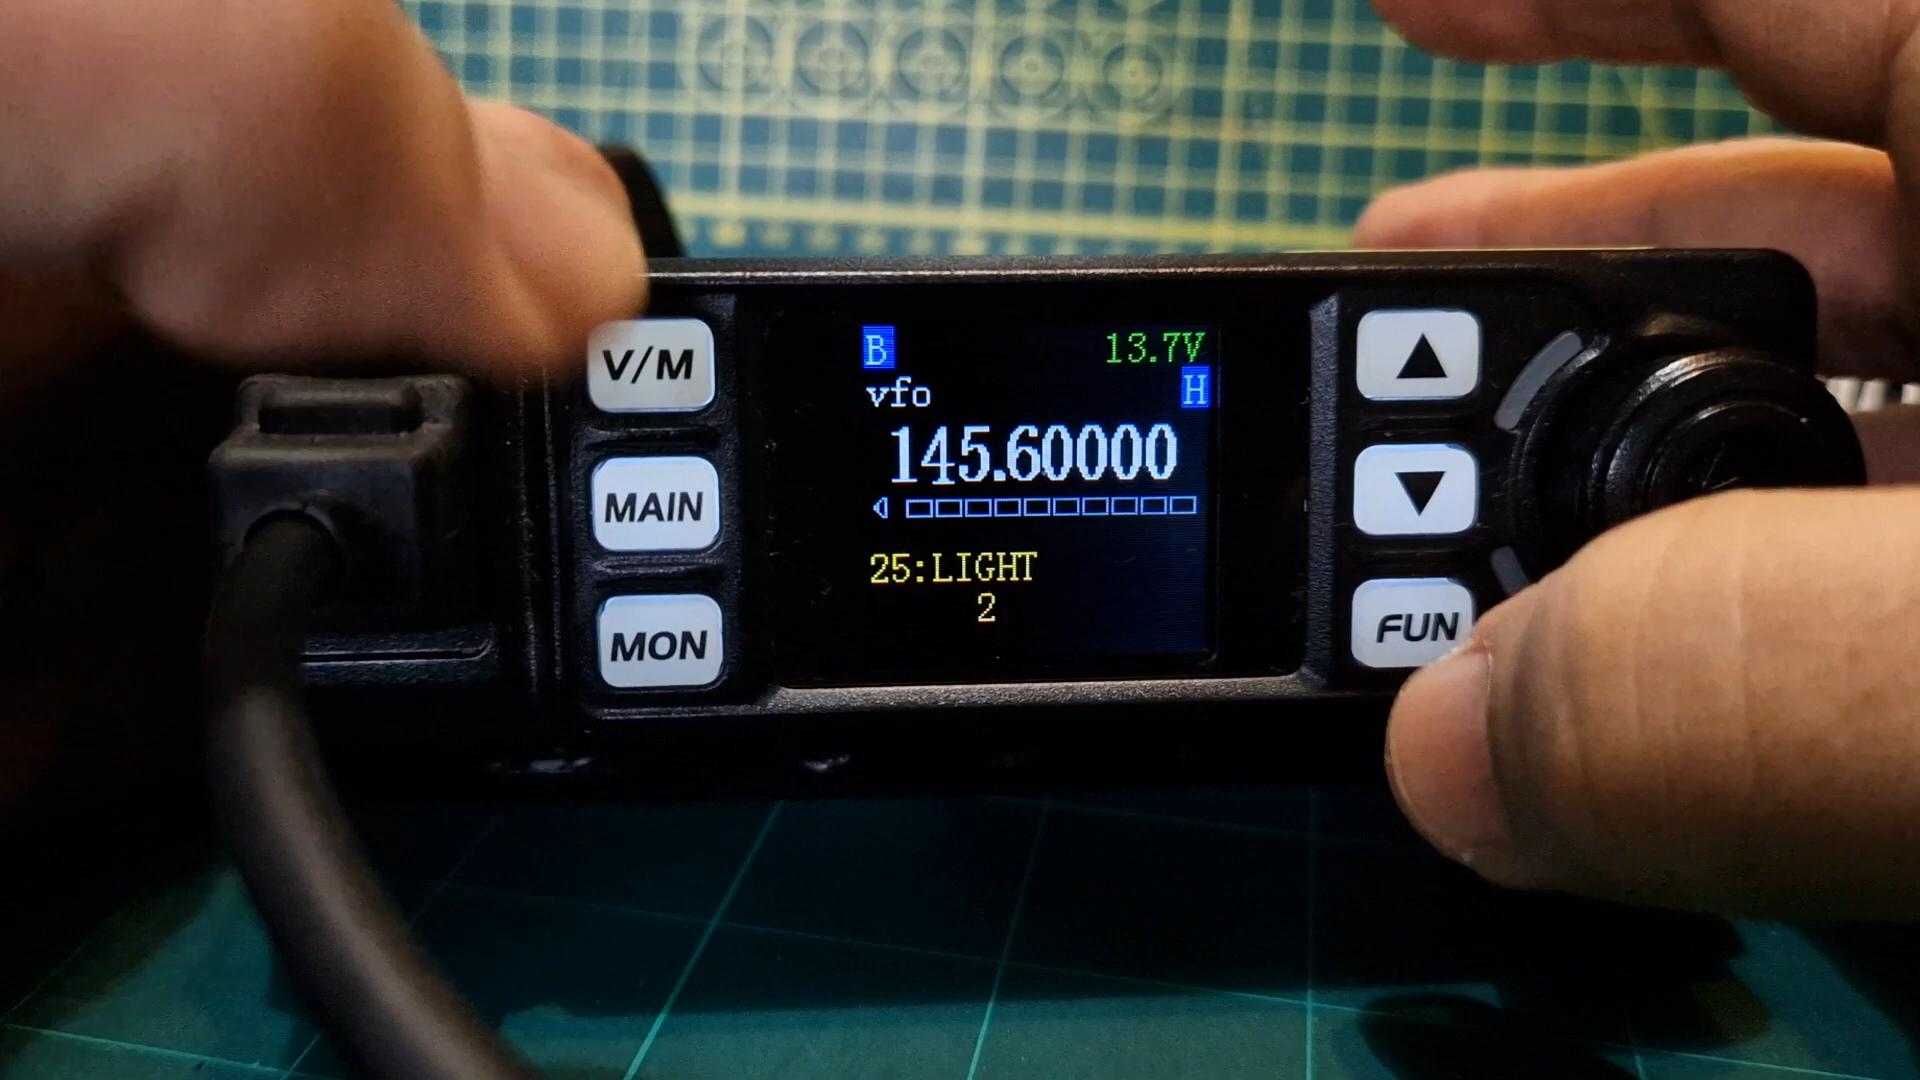 V/M
MAIN
MON
B 13.7V
vfo H
145.60000
25:LIGHT
2
▲
▼
FUN